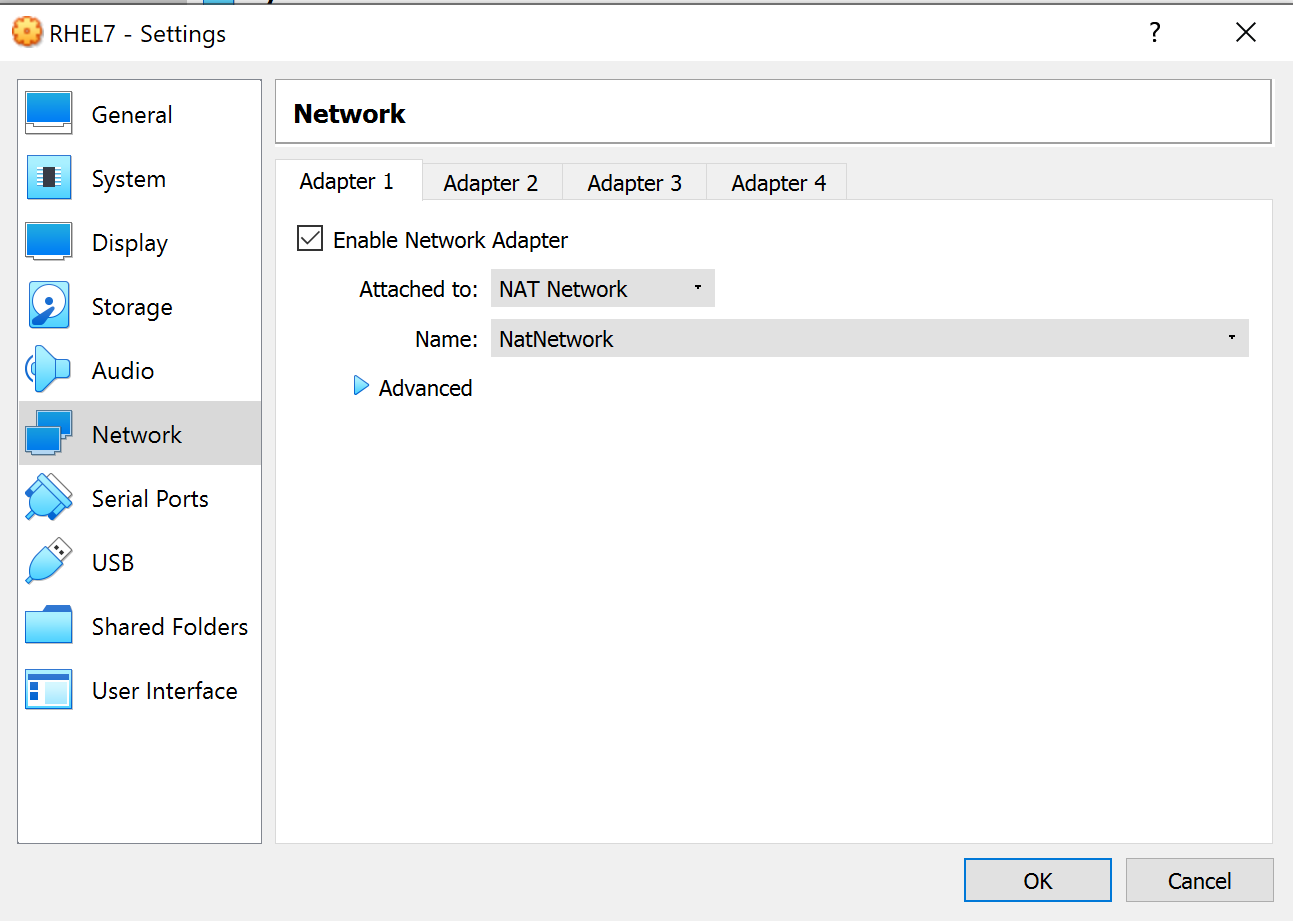 RHEL7 - Settings
?
General
System
Display
Storage
Audio
Network
Serial Ports
USB
Shared Folders
User Interface
Network
Adapter 1 Adapter 2 Adapter 3 Adapter 4
Enable Network Adapter
Attached to: NAT Network
Name: NatNetwork
Advanced
OK Cancel